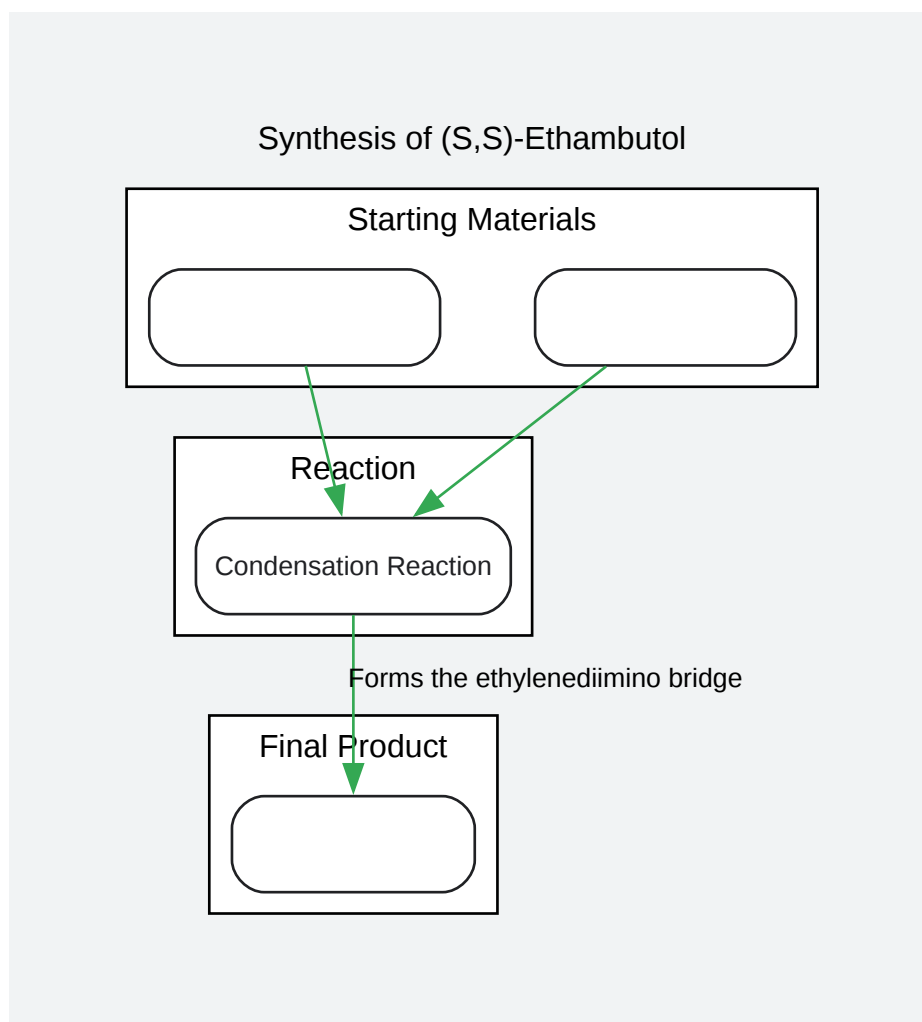 Synthesis of (S,S)-Ethambutol
Starting Materials
Reaction
Condensation Reaction
Forms the ethylenediimino bridge
Final Product